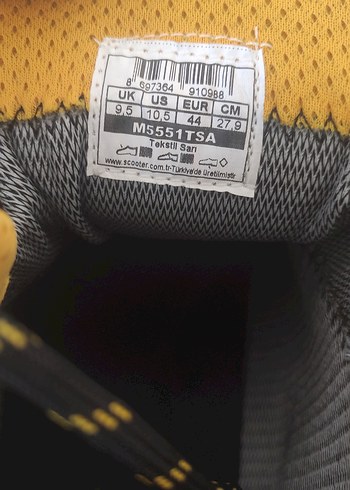 8 697364 910988
UK US EUR CM
9,5 10,5 44 27,9
M5551TSA
Tekstil Sarı
www.scooter.com.tr-Türkiye'de üretilmiştir